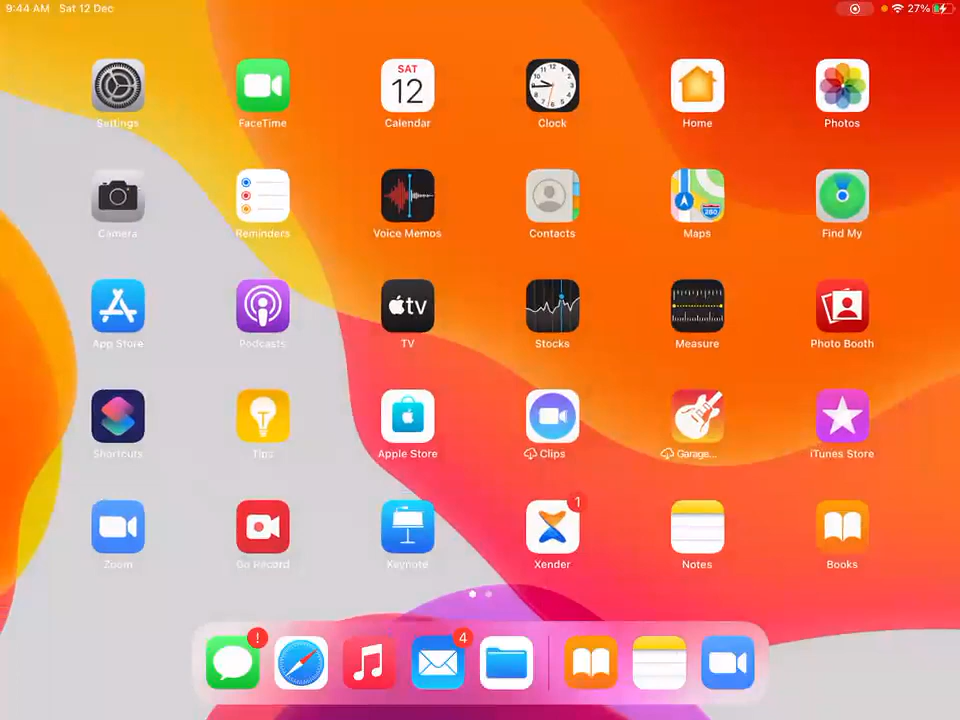 9:44 AM Sat 12 Dec
27%
SAT
12
Settings
FaceTime
Calendar
Clock
Home
Photos
280
Camera
Reminders
Voice Memos
Contacts
Maps
Find My
tv
App Store
Podcasts
TV
Stocks
Measure
Photo Booth
Shortcuts
Tips
Apple Store
Clips
Garage...
iTunes Store
1
Zoom
Go Record
Keynote
Xender
Notes
Books
!
4